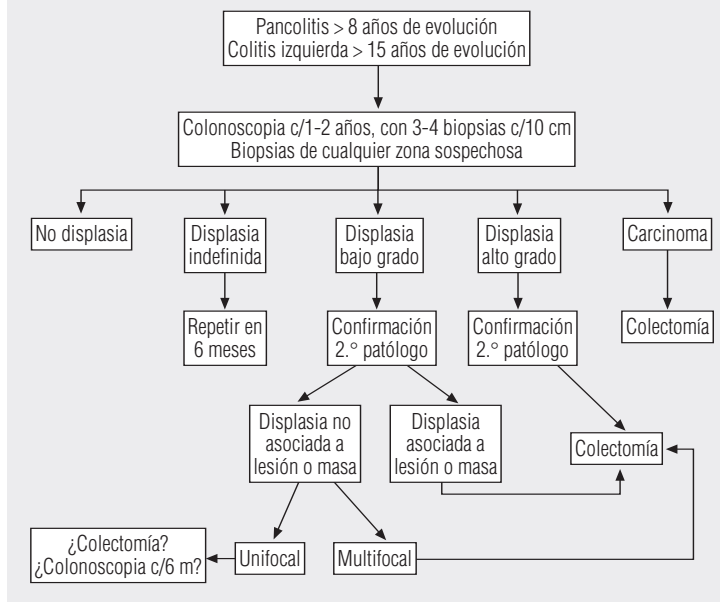 Pancolitis > 8 años de evolución
Colitis izquierda > 15 años de evolución
Colonoscopia c/1-2 años, con 3-4 biopsias c/10 cm
Biopsias de cualquier zona sospechosa
No displasia
Displasia
indefinida
Displasia
bajo grado
Displasia
alto grado
Carcinoma
Repetir en
6 meses
Confirmación
2.° patólogo
Confirmación
2.° patólogo
Colectomía
Displasia no
asociada a
lesión o masa
Displasia
asociada a
lesión o masa
Colectomía
¿Colectomía?
¿Colonoscopia c/6 m?
Unifocal
Multifocal